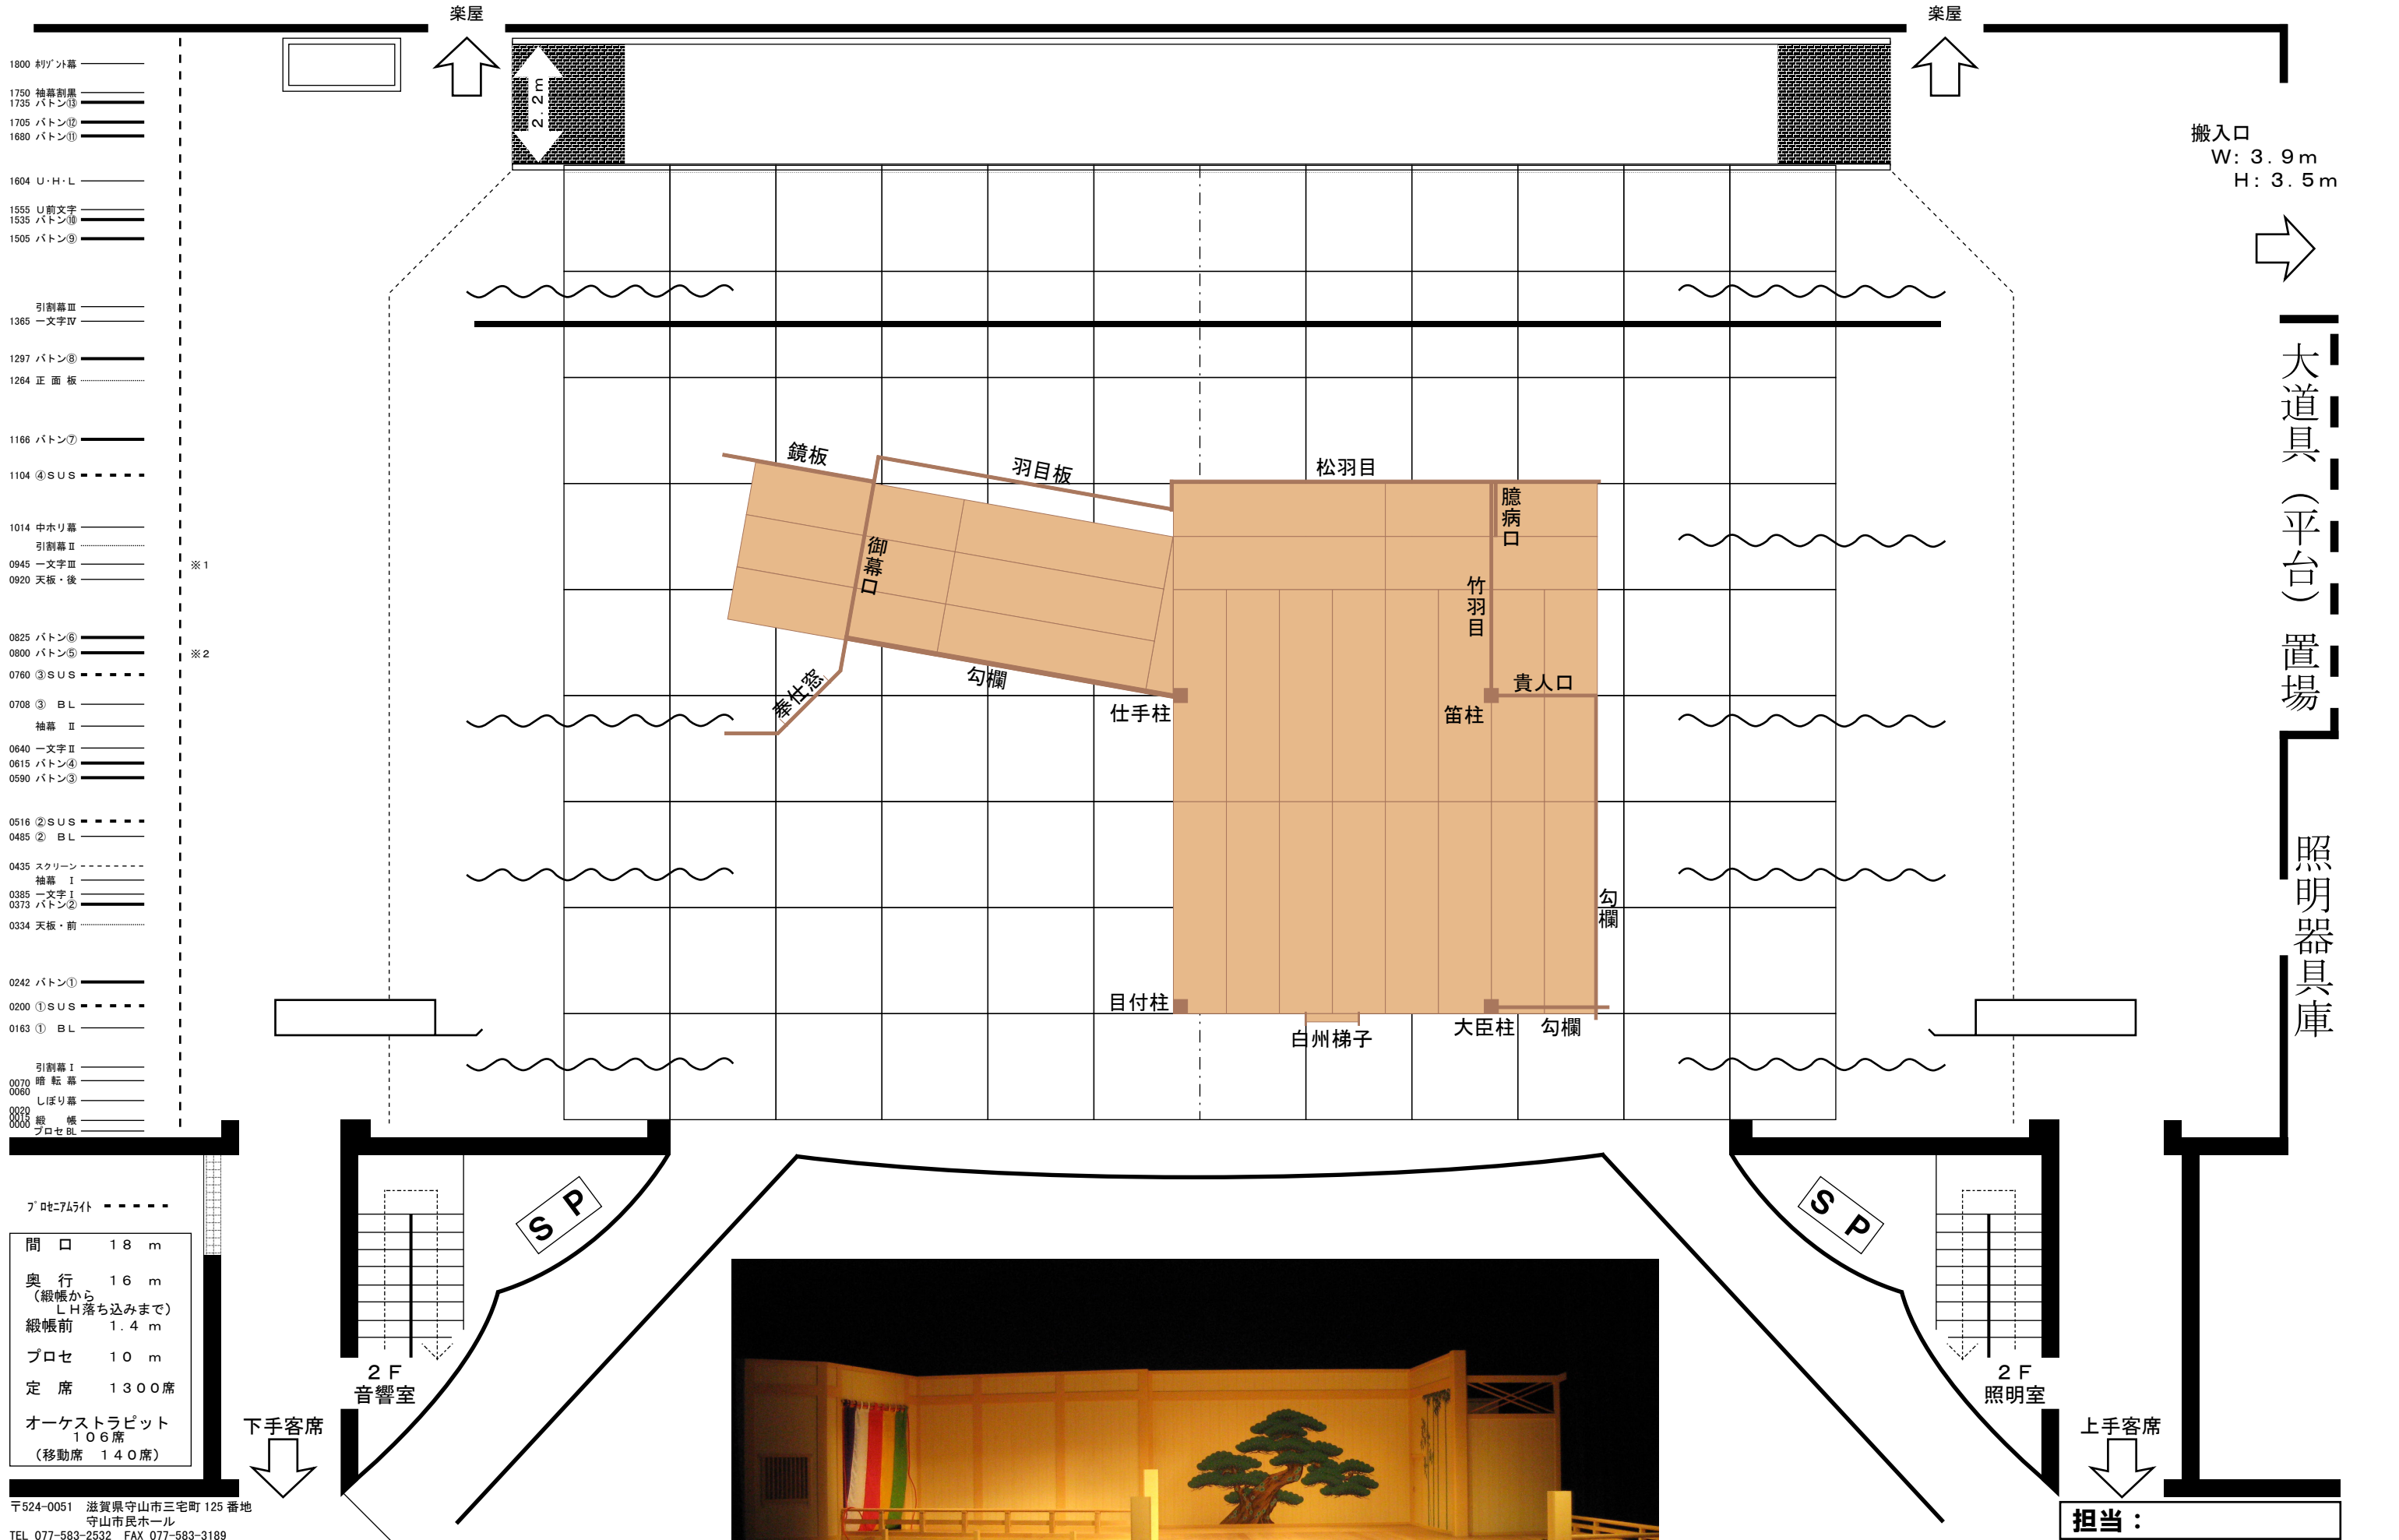 楽屋
楽屋
1800 ホリゾント幕
1750 袖幕割黒
1735 バトン⑬
1705 バトン⑫
1680 バトン⑪
1604 U・H・L
1555 U前文字
1535 バトン⑩
1505 バトン⑨
引割幕Ⅲ
1365 一文字Ⅳ
1297 バトン⑧
1264 正面板
1166 バトン⑦
1104 ④SUS
1014 中ホリ幕
引割幕Ⅱ
0945 一文字Ⅲ
※1
0920 天板・後
0825 バトン⑥
0800 バトン⑤
※2
0760 ③SUS
0708 ③ BL
袖幕 Ⅱ
0640 一文字Ⅱ
0615 バトン④
0590 バトン③
0516 ②SUS
0485 ② BL
0435 スクリーン
袖幕 Ⅰ
0385 一文字Ⅰ
0373 バトン②
0334 天板・前
0242 バトン①
0200 ①SUS
0163 ① BL
引割幕Ⅰ
0070 暗転幕
0060
しぼり幕
0020
0015 緞帳
0000
プロセBL
2.2m
搬入口
W:3.9m
H:3.5m
大道具(平台)置場
照明器具庫
鏡板
羽目板
松羽目
臆病口
御幕口
竹羽目
奉仕窓
勾欄
貴人口
仕手柱
笛柱
勾欄
目付柱
白州梯子
大臣柱
勾欄
プロセニアムライト
間口 18 m
奥行 16 m
(緞帳から
LH落ち込みまで)
緞帳前 1.4 m
プロセ 10 m
定席 1300席
オーケストラピット
106席
(移動席 140席)
SP
SP
2F
音響室
2F
照明室
下手客席
上手客席
〒524-0051 滋賀県守山市三宅町125番地
守山市民ホール
TEL 077-583-2532 FAX 077-583-3189
担当: